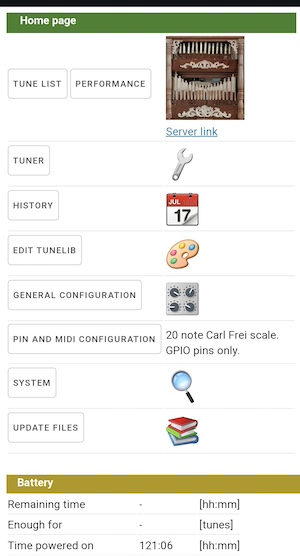 Home page
TUNE LIST PERFORMANCE
Server link
TUNER
HISTORY
JUL
17
EDIT TUNELIB
GENERAL CONFIGURATION
PIN AND MIDI CONFIGURATION
20 note Carl Frei scale.
GPIO pins only.
SYSTEM
UPDATE FILES
Battery
Remaining time - [hh:mm]
Enough for - [tunes]
Time powered on 121:06 [hh:mm]